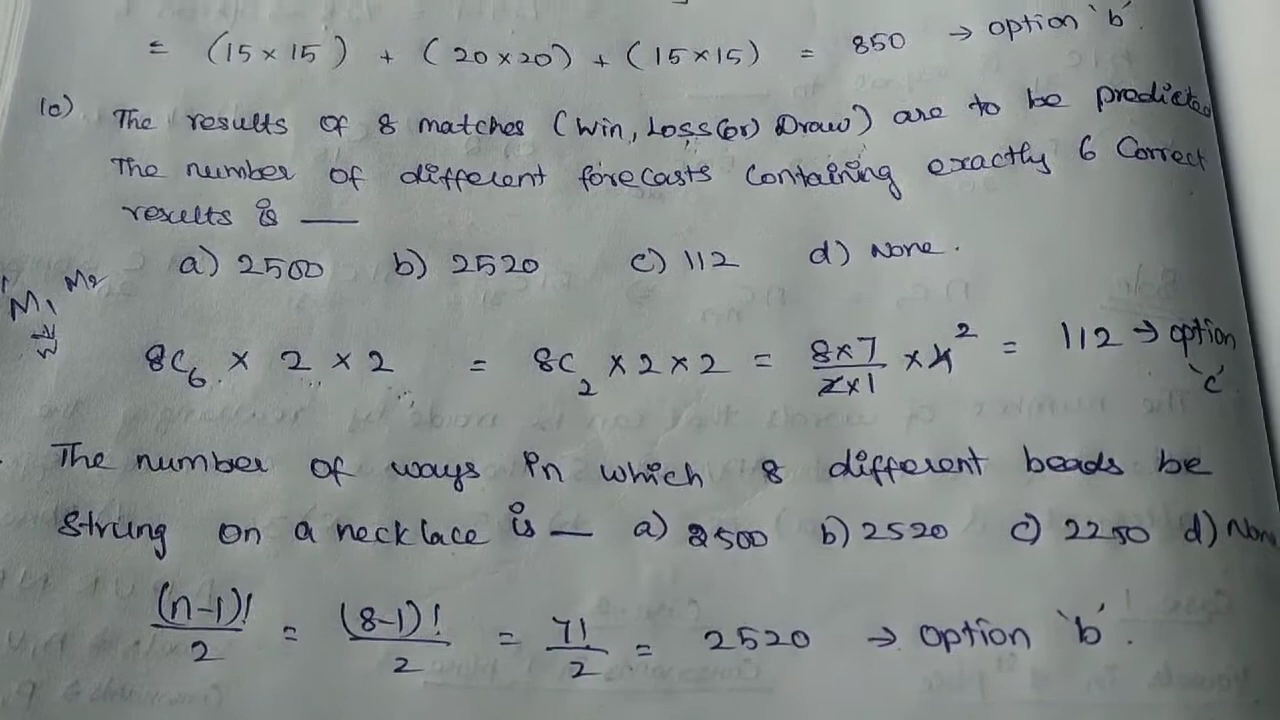 = (15 × 15) + (20×20) + (15×15) = 850 → option 'b'.
10) The results of 8 matches (Win, Loss (or) Draw) are to be predicted
The number of different forecasts containing exactly 6 correct
results is ___
a) 2500 b) 2520 c) 112 d) None.
M1 M2
8C6 × 2 × 2 = 8C2 × 2 × 2 = 8×7/2×1 × 4 2 = 112 → option 'c'
The number of ways in which 8 different beads be
strung on a necklace is — a) 2500 b) 2520 c) 2250 d) Non
(n-1)!/2 = (8-1)!/2 = 7!/2 = 2520 → option 'b'.